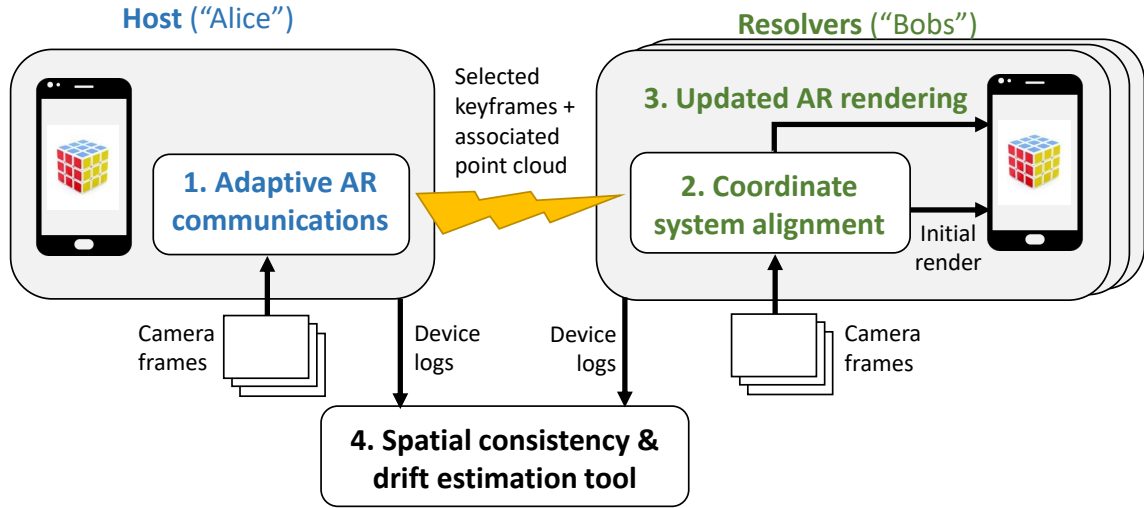 Host (“Alice”)
Resolvers (“Bobs”)
Selected
keyframes +
associated
point cloud
1. Adaptive AR
communications
3. Updated AR rendering
2. Coordinate
system alignment
Initial
render
Camera
frames
Device
logs
Device
logs
Camera
frames
4. Spatial consistency &
drift estimation tool